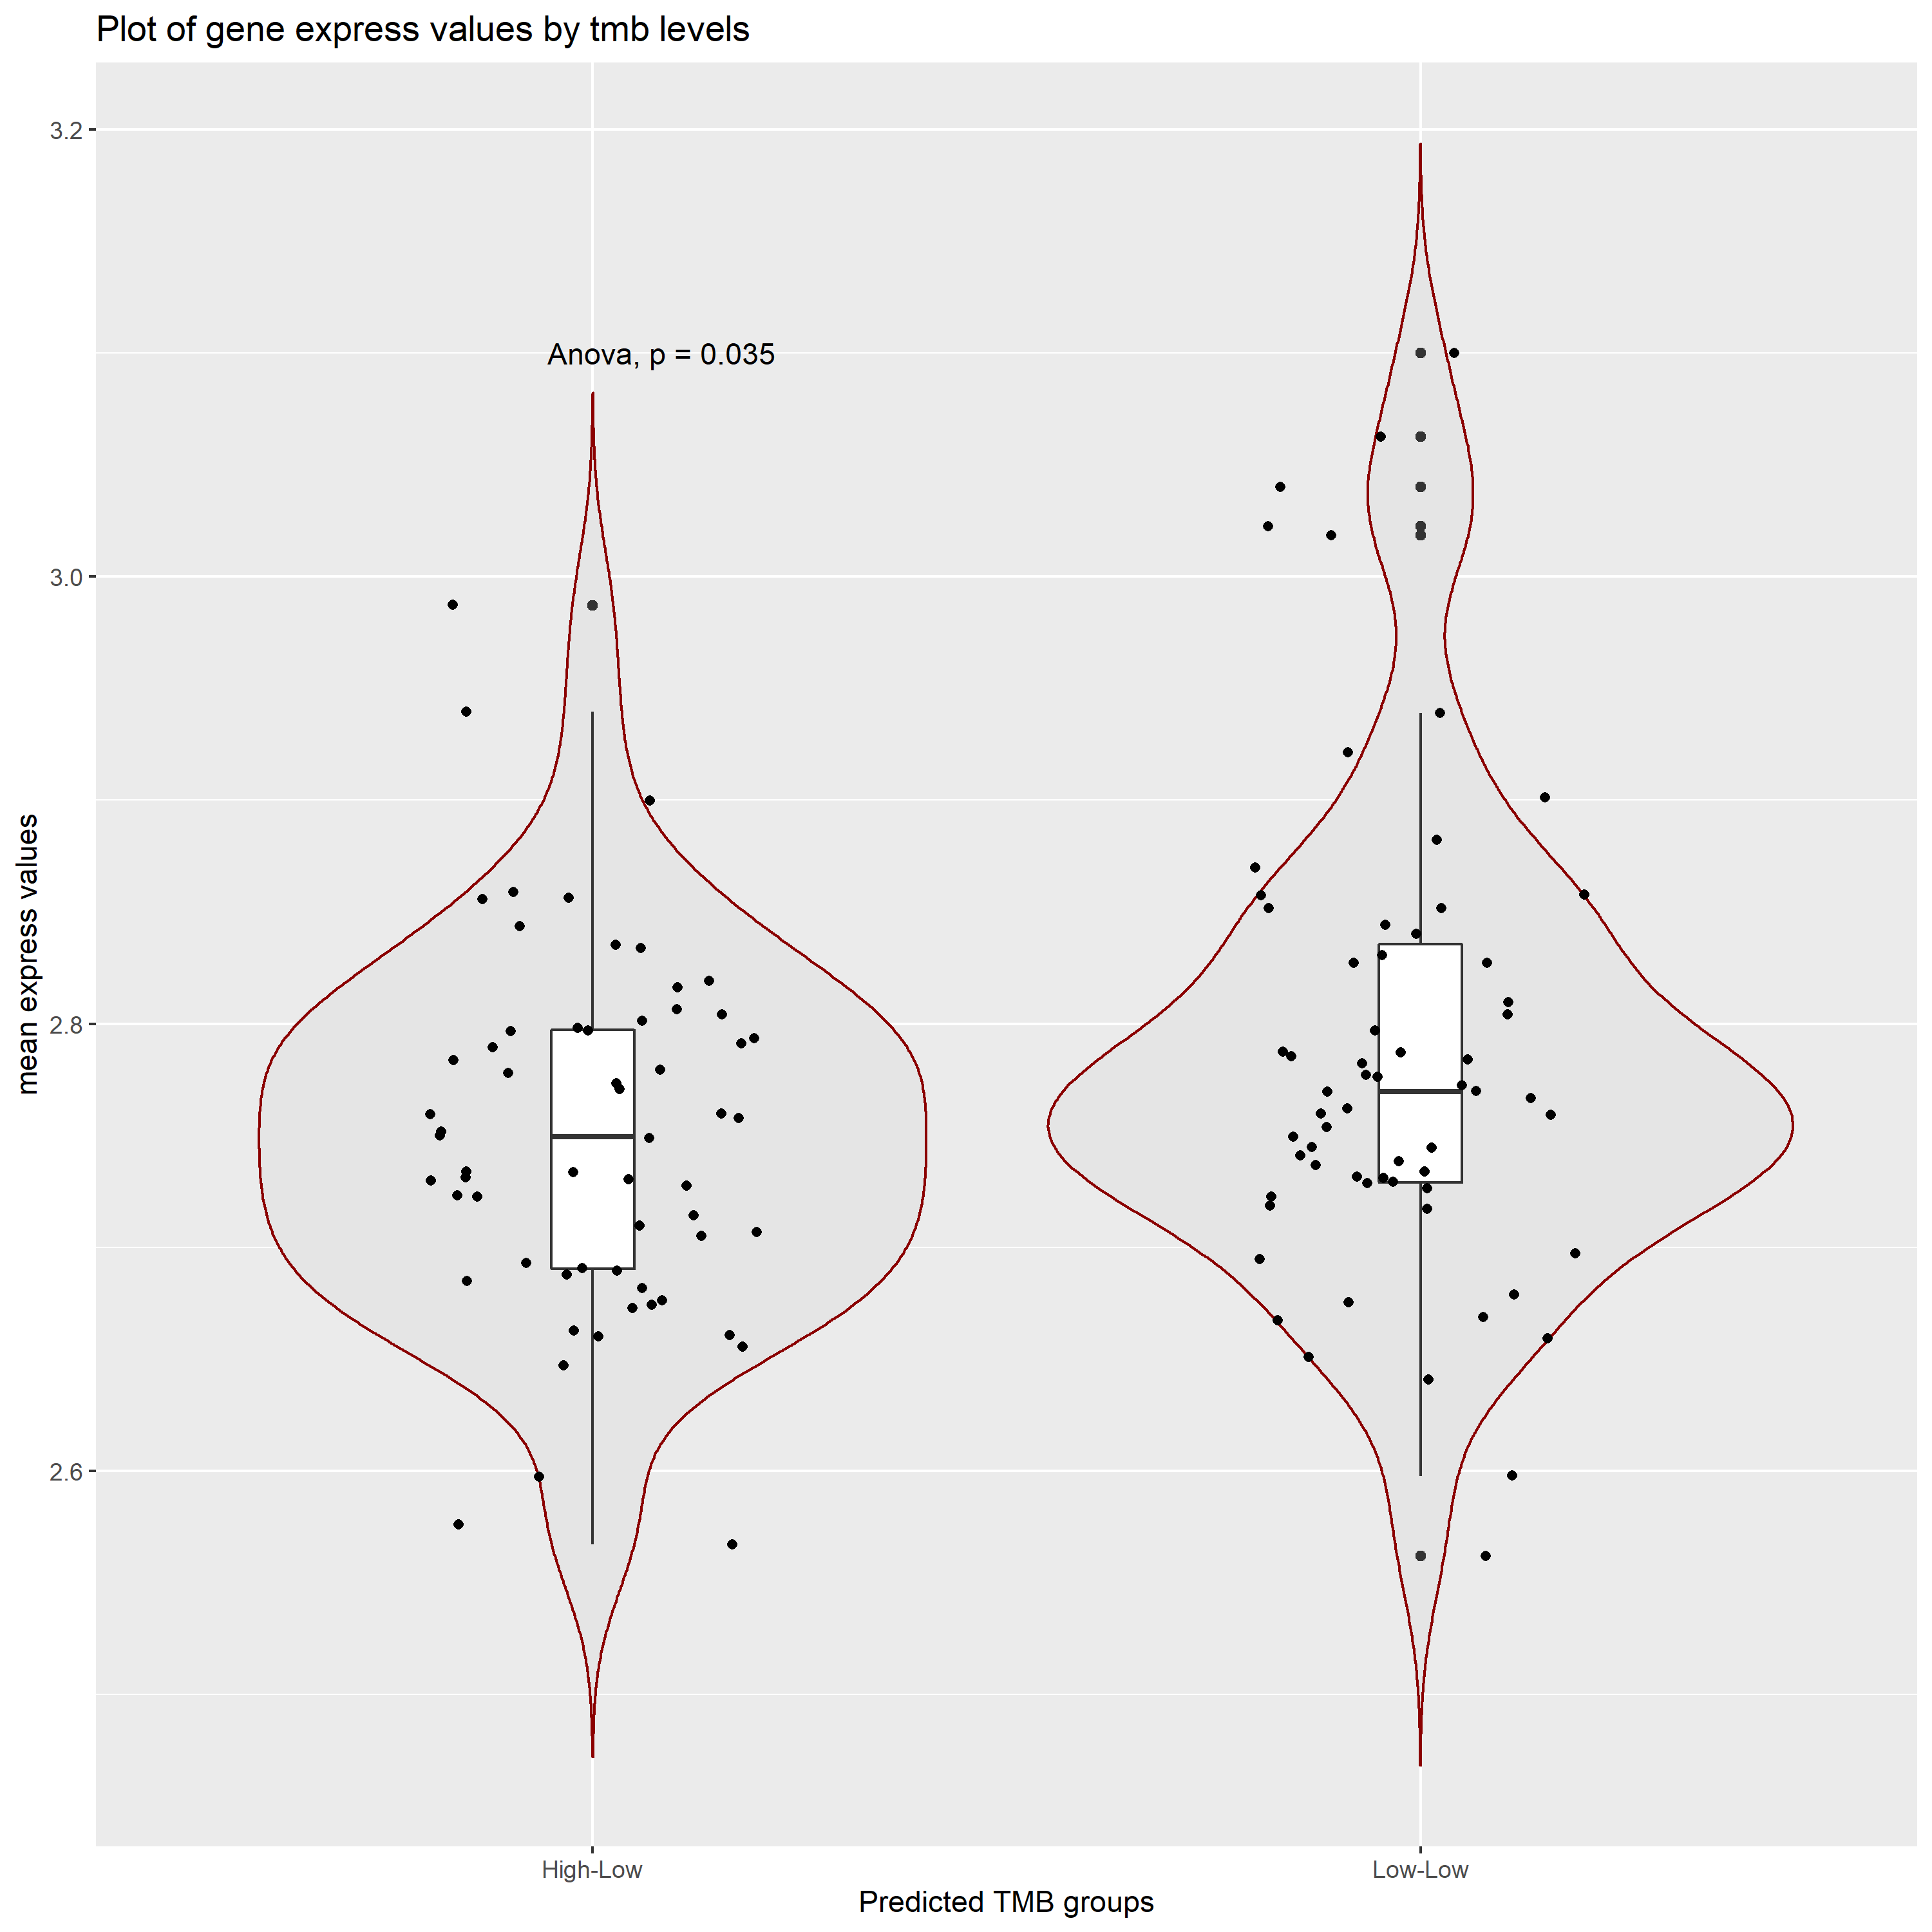 Plot of gene express values by tmb levels
3.2
Anova, p = 0.035
3.0
mean express values
2.8
2.6
High-Low
Low-Low
Predicted TMB groups